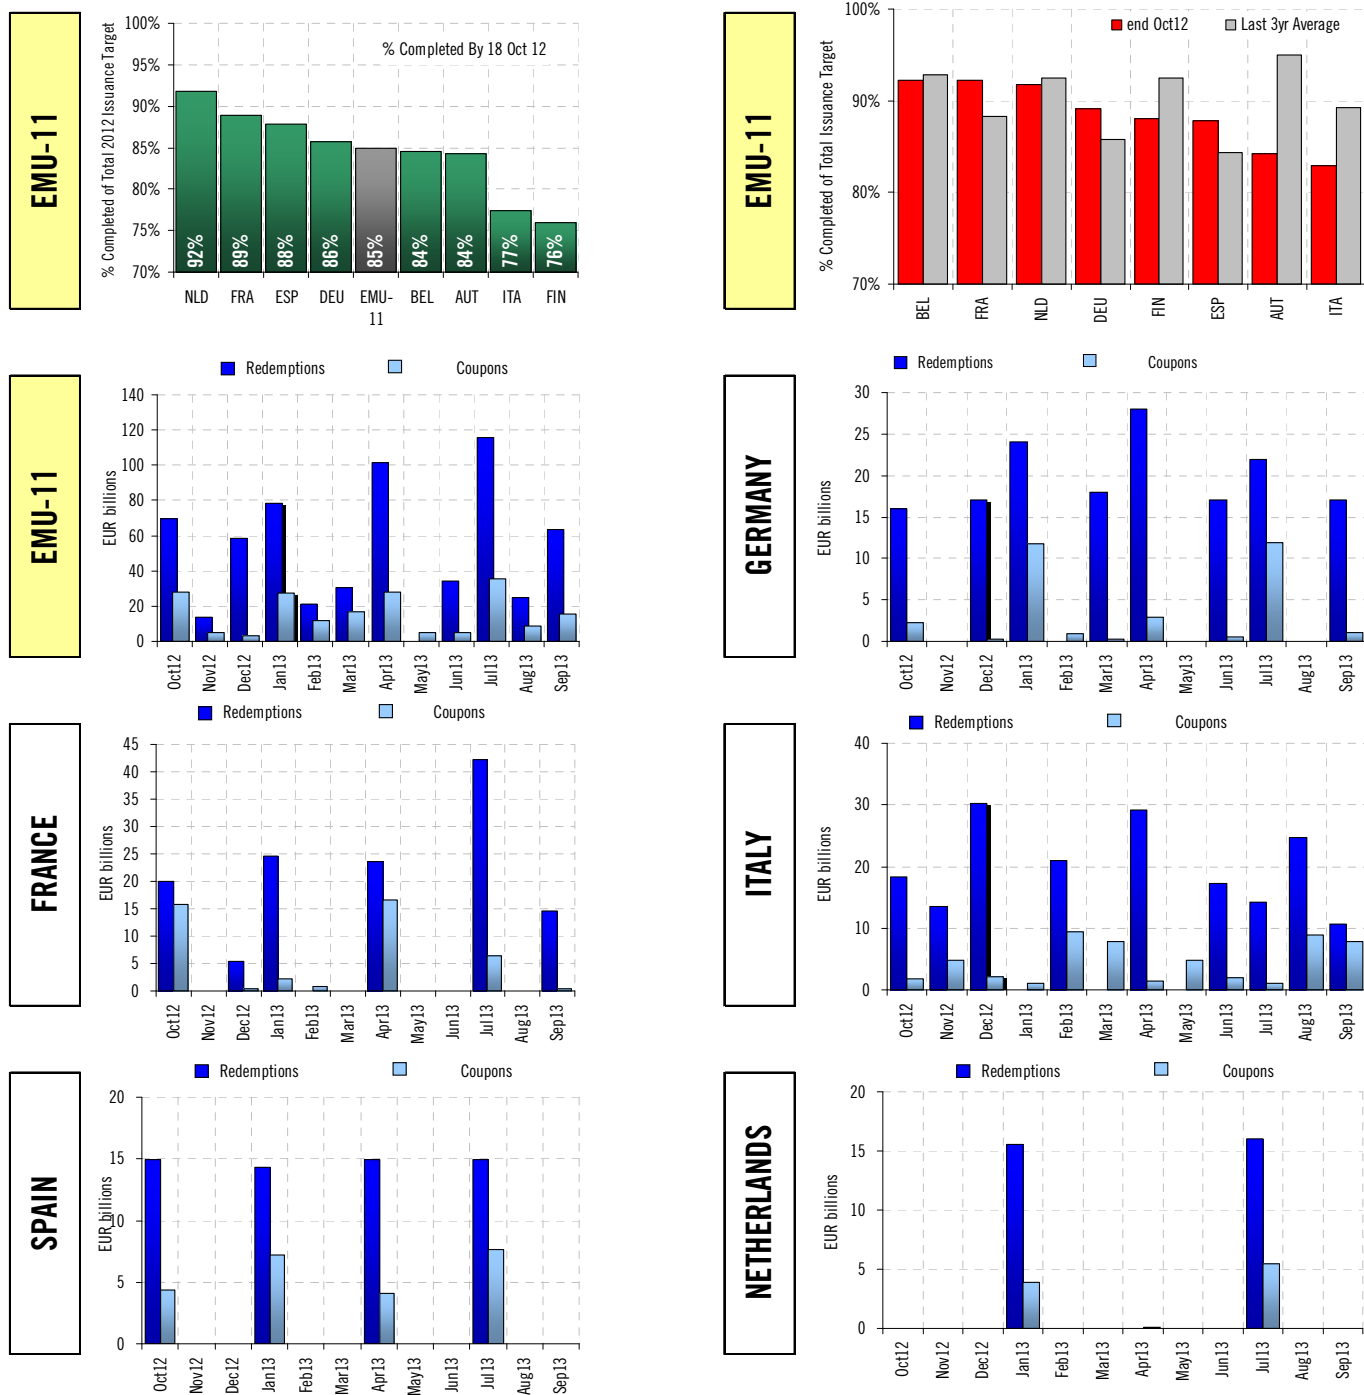 EMU-11
% Completed of Total 2012 Issuance Target
100%
95%
90%
85%
80%
75%
70%
% Completed By 18 Oct 12
92%
89%
88%
86%
85%
84%
84%
77%
76%
NLD FRA ESP DEU EMU-11 BEL AUT ITA FIN
EMU-11
% Completed of Total Issuance Target
100%
90%
80%
70%
end Oct12 Last 3yr Average
BEL FRA NLD DEU FIN ESP AUT ITA
EMU-11
Redemptions Coupons
EUR billions
140
120
100
80
60
40
20
0
Oct12 Nov12 Dec12 Jan13 Feb13 Mar13 Apr13 May13 Jun13 Jul13 Aug13 Sep13
GERMANY
Redemptions Coupons
EUR billions
30
25
20
15
10
5
0
Oct12 Nov12 Dec12 Jan13 Feb13 Mar13 Apr13 May13 Jun13 Jul13 Aug13 Sep13
FRANCE
Redemptions Coupons
EUR billions
45
40
35
30
25
20
15
10
5
0
Oct12 Nov12 Dec12 Jan13 Feb13 Mar13 Apr13 May13 Jun13 Jul13 Aug13 Sep13
ITALY
Redemptions Coupons
EUR billions
40
30
20
10
0
Oct12 Nov12 Dec12 Jan13 Feb13 Mar13 Apr13 May13 Jun13 Jul13 Aug13 Sep13
SPAIN
Redemptions Coupons
EUR billions
20
15
10
5
0
Oct12 Nov12 Dec12 Jan13 Feb13 Mar13 Apr13 May13 Jun13 Jul13 Aug13 Sep13
NETHERLANDS
Redemptions Coupons
EUR billions
20
15
10
5
0
Oct12 Nov12 Dec12 Jan13 Feb13 Mar13 Apr13 May13 Jun13 Jul13 Aug13 Sep13